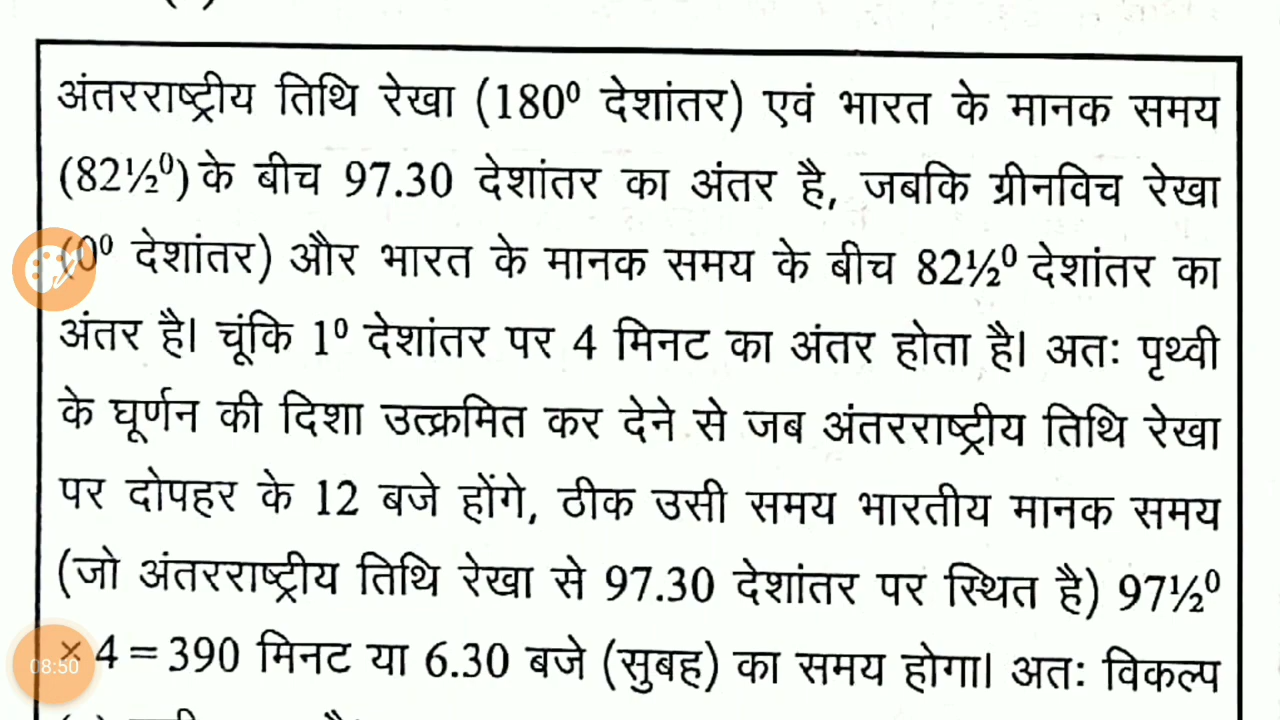 अंतरराष्ट्रीय तिथि रेखा (180⁰ देशांतर) एवं भारत के मानक समय
(82½⁰) के बीच 97.30 देशांतर का अंतर है, जबकि ग्रीनविच रेखा
(0⁰ देशांतर) और भारत के मानक समय के बीच 82½⁰ देशांतर का
अंतर है। चूंकि 1⁰ देशांतर पर 4 मिनट का अंतर होता है। अतः पृथ्वी
के घूर्णन की दिशा उत्क्रमित कर देने से जब अंतरराष्ट्रीय तिथि रेखा
पर दोपहर के 12 बजे होंगे, ठीक उसी समय भारतीय मानक समय
(जो अंतरराष्ट्रीय तिथि रेखा से 97.30 देशांतर पर स्थित है) 97½⁰
× 4 = 390 मिनट या 6.30 बजे (सुबह) का समय होगा। अतः विकल्प
08:50